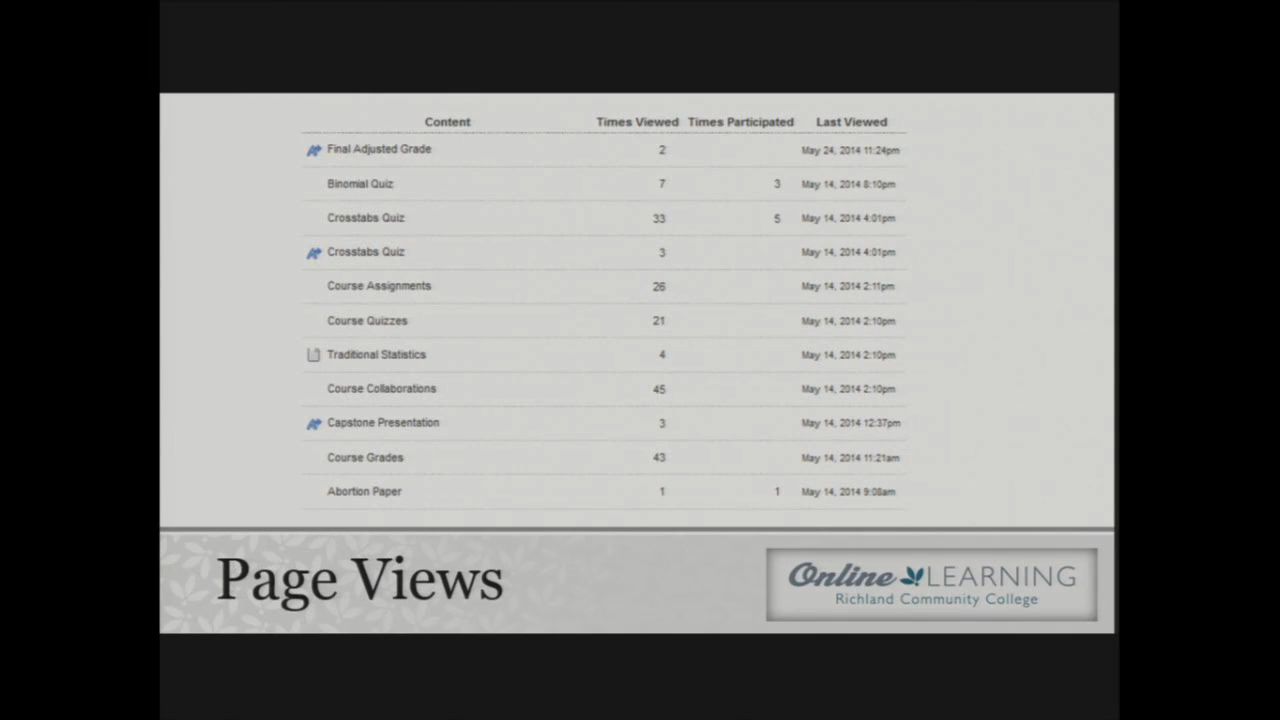 Content Times Viewed Times Participated Last Viewed
Final Adjusted Grade 2 May 24, 2014 11:24pm
Binomial Quiz 7 3 May 14, 2014 8:10pm
Crosstabs Quiz 33 5 May 14, 2014 4:01pm
Crosstabs Quiz 3 May 14, 2014 4:01pm
Course Assignments 26 May 14, 2014 2:11pm
Course Quizzes 21 May 14, 2014 2:10pm
Traditional Statistics 4 May 14, 2014 2:10pm
Course Collaborations 45 May 14, 2014 2:10pm
Capstone Presentation 3 May 14, 2014 12:37pm
Course Grades 43 May 14, 2014 11:21am
Abortion Paper 1 1 May 14, 2014 9:08am
Page Views
Online LEARNING
Richland Community College